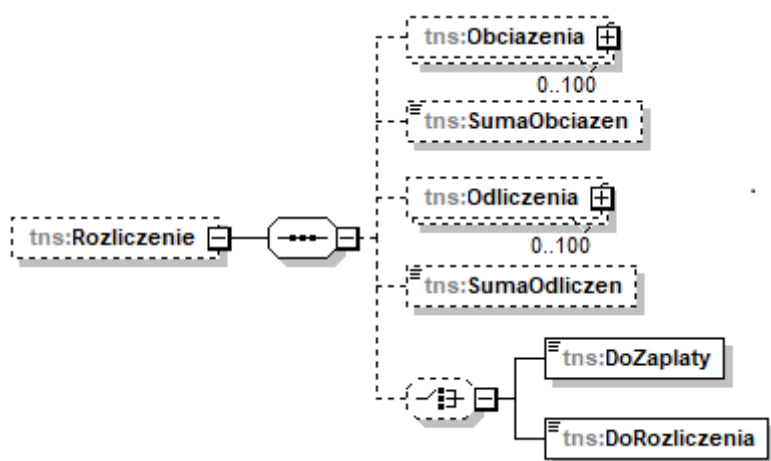 tns:Obciazenia
0..100
tns:SumaObciazen
tns:Odliczenia
0..100
tns:Rozliczenie
tns:SumaOdliczen
tns:DoZaplaty
tns:DoRozliczenia